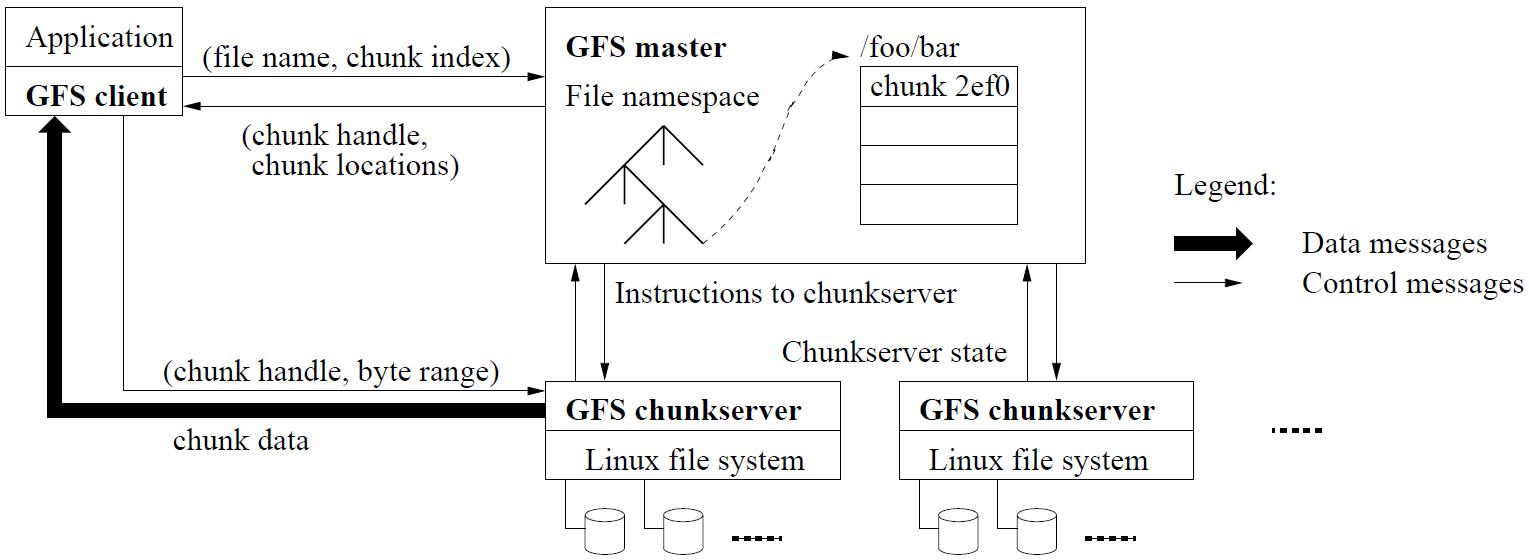 Application
GFS client
(file name, chunk index)
(chunk handle,
chunk locations)
GFS master
File namespace
/foo/bar
chunk 2ef0
Legend:
Data messages
Control messages
Instructions to chunkserver
Chunkserver state
(chunk handle, byte range)
chunk data
GFS chunkserver
Linux file system
GFS chunkserver
Linux file system